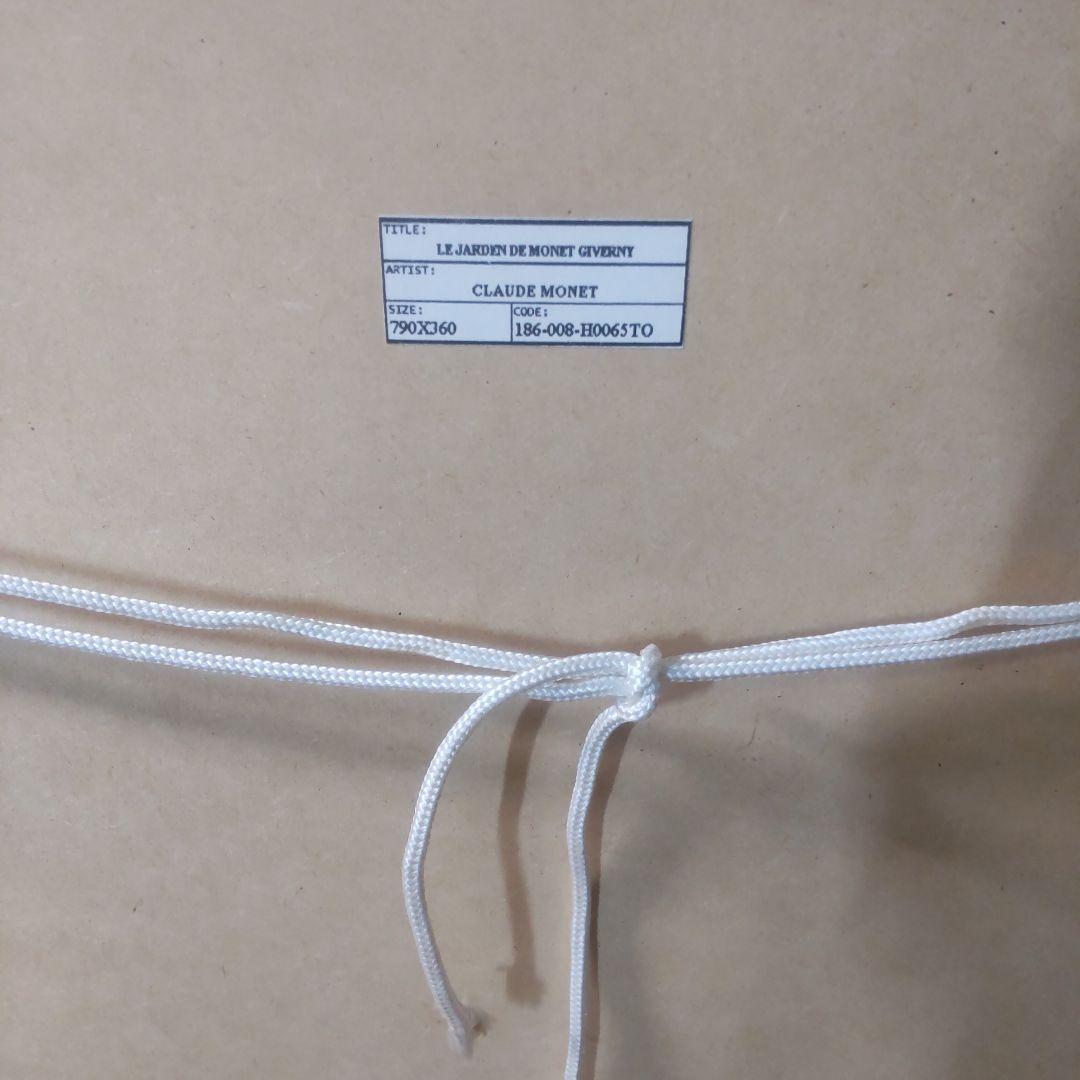 TITLE:
LE JARDEN DE MONET GIVERNY
ARTIST:
CLAUDE MONET
SIZE:
790X360
CODE:
186-008-H0065TO